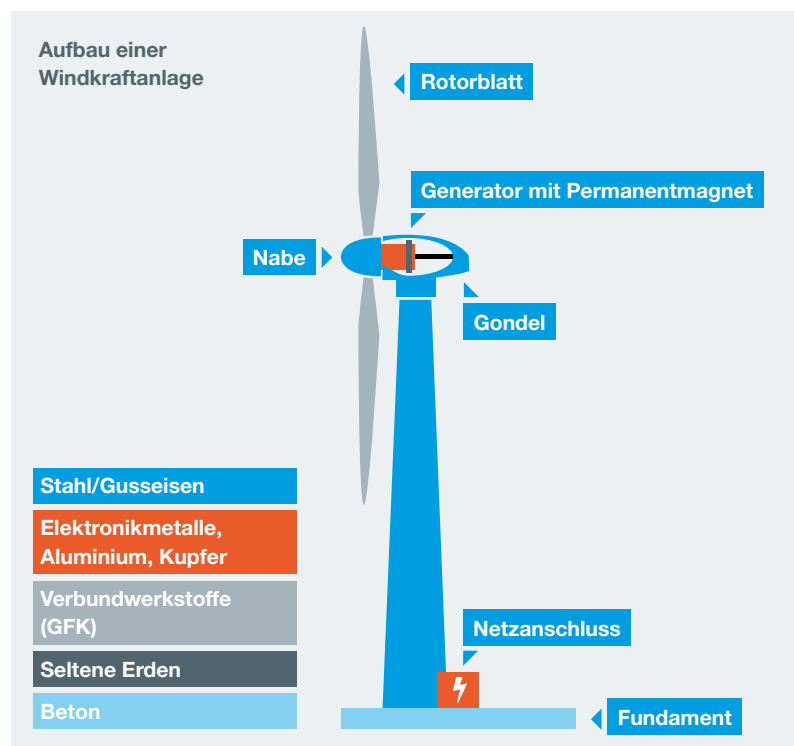 Aufbau einer
Windkraftanlage
Rotorblatt
Generator mit Permanentmagnet
Nabe
Gondel
Stahl/Gusseisen
Elektronikmetalle,
Aluminium, Kupfer
Verbundwerkstoffe
(GFK)
Seltene Erden
Beton
Netzanschluss
Fundament